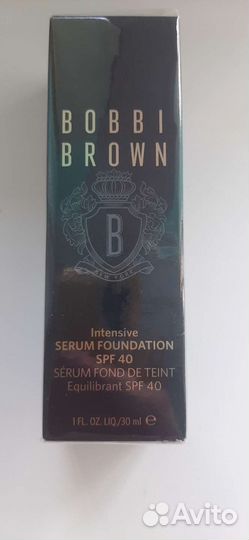 BOBBI
BROWN
B
NEW YORK
Intensive
SERUM FOUNDATION
SPF 40
SÉRUM FOND DE TEINT
Equilibrant SPF 40
1 FL. OZ. LIQ./30 ml ℮
Avito